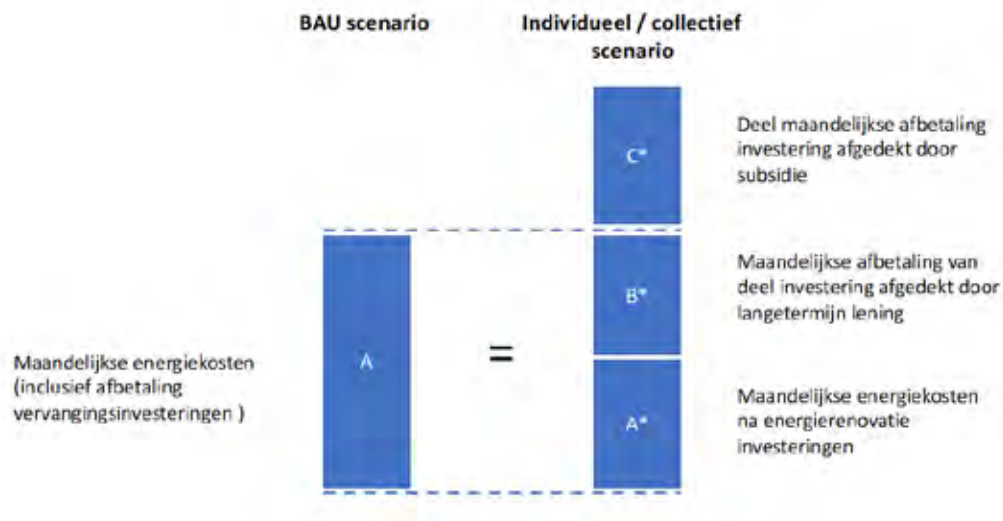 BAU scenario
Individueel / collectief
scenario
C*
Deel maandelijkse afbetaling
investering afgedekt door
subsidie
B*
Maandelijkse afbetaling van
deel investering afgedekt door
langetermijn lening
Maandelijkse energiekosten
(inclusief afbetaling
vervangingsinvesteringen )
A
=
A*
Maandelijkse energiekosten
na energierenovatie
investeringen